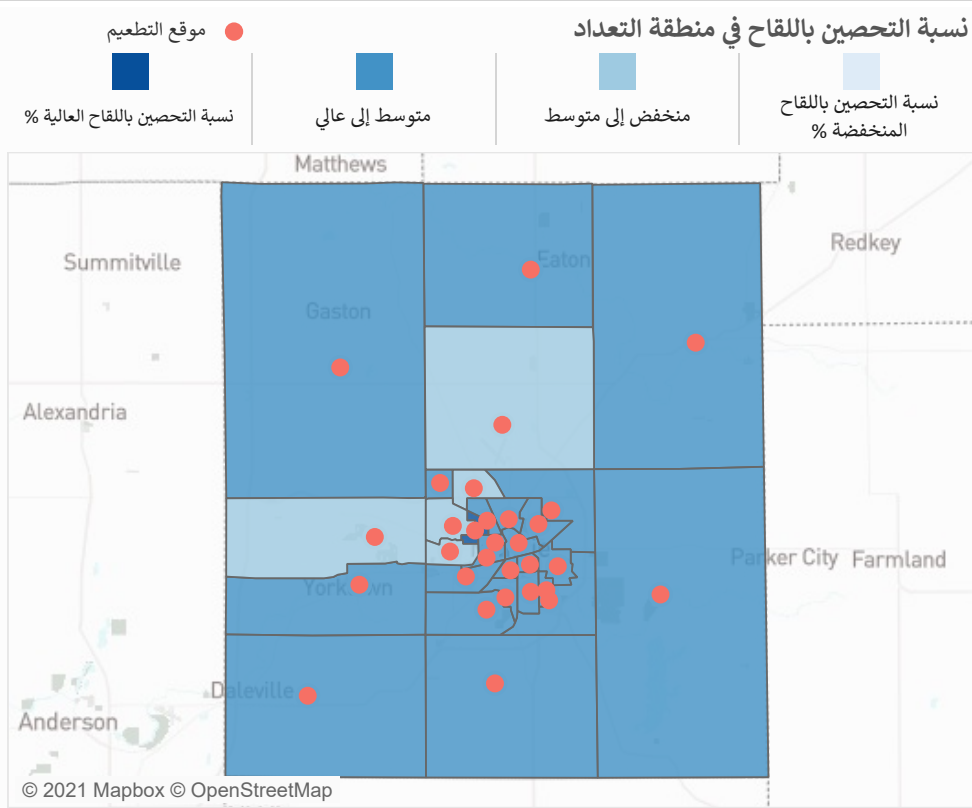 نسبة التحصين باللقاح في منطقة التعداد
موقع التطعيم
نسبة التحصين باللقاح
المنخفضة %
منخفض إلى متوسط
متوسط إلى عالي
نسبة التحصين باللقاح العالية %
Matthews
Summitville
Eaton
Redkey
Gaston
Alexandria
Parker City
Farmland
Daleville
Anderson
© 2021 Mapbox © OpenStreetMap